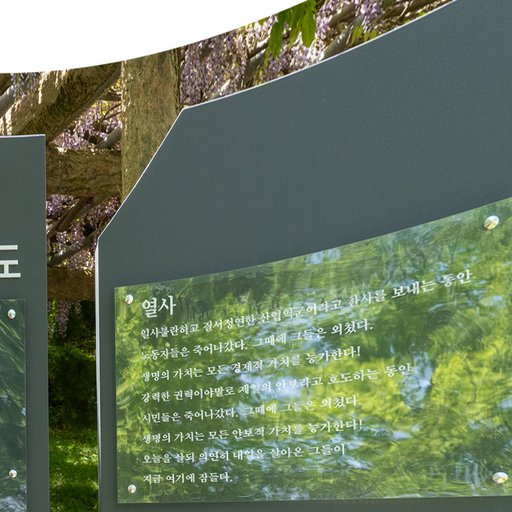 도
열사
일사불란하고 질서정연한 산업역군이라고 찬사를 보내는 동안
노동자들은 죽어나갔다. 그때에 그들은 외쳤다.
생명의 가치는 모든 경제적 가치를 능가한다!
강력한 권력이야말로 제일의 안보라고 호도하는 동안
시민들은 죽어나갔다. 그때에 그들은 외쳤다.
생명의 가치는 모든 안보적 가치를 능가한다!
오늘을 살되 의연히 내일을 살아온 그들이
지금 여기에 잠들다.